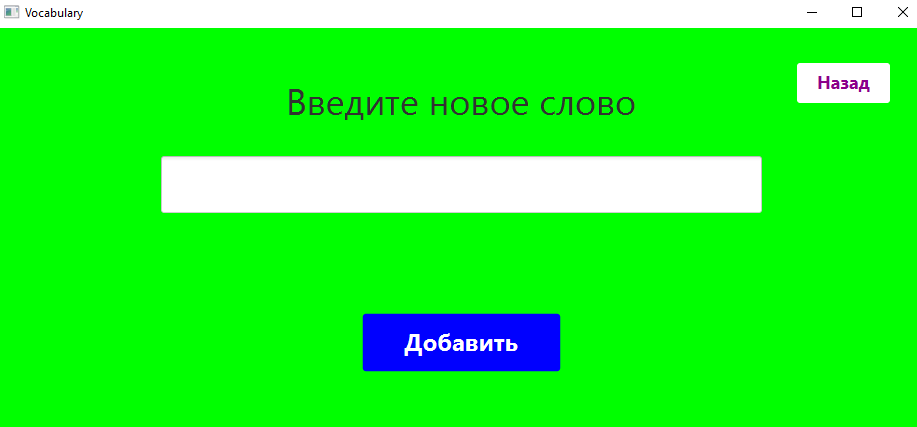 Vocabulary
Назад
Введите новое слово
Добавить